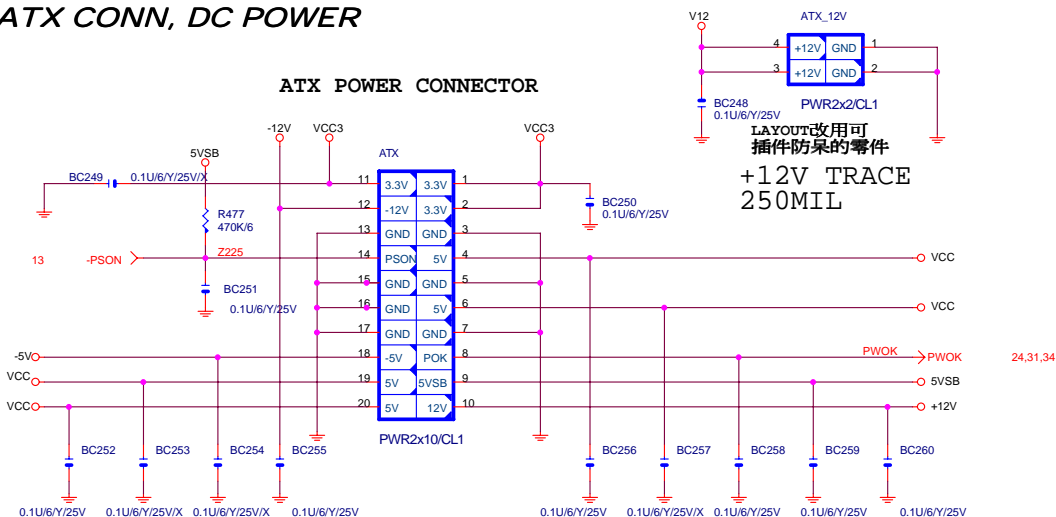 ATX CONN, DC POWER
V12
ATX_12V
4 +12V GND 1
3 +12V GND 2
BC248
0.1U/6/Y/25V
PWR2x2/CL1
LAYOUT改用可
插件防呆的零件
+12V TRACE
250MIL
ATX POWER CONNECTOR
-12V
VCC3
VCC3
5VSB
ATX
BC249
0.1U/6/Y/25V/X
11 3.3V 3.3V 1
12 -12V 3.3V 2
13 GND GND 3
14 PSON 5V 4
15 GND GND 5
16 GND 5V 6
17 GND GND 7
18 -5V POK 8
19 5V 5VSB 9
20 5V 12V 10
PWR2x10/CL1
R477
470K/6
13
-PSON
Z225
BC251
0.1U/6/Y/25V
BC250
0.1U/6/Y/25V
VCC
VCC
PWOK
PWOK
24,31,34
5VSB
+12V
-5V
VCC
VCC
BC252
BC253
BC254
BC255
BC256
BC257
BC258
BC259
BC260
0.1U/6/Y/25V
0.1U/6/Y/25V/X
0.1U/6/Y/25V/X
0.1U/6/Y/25V
0.1U/6/Y/25V
0.1U/6/Y/25V/X
0.1U/6/Y/25V
0.1U/6/Y/25V
0.1U/6/Y/25V